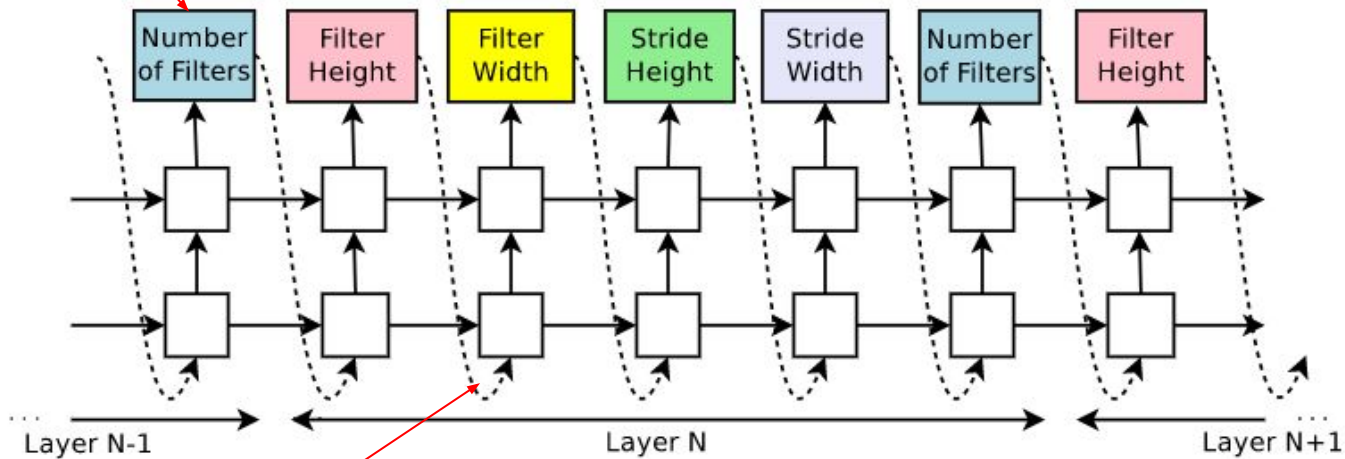 Number
of Filters
Filter
Height
Filter
Width
Stride
Height
Stride
Width
Number
of Filters
Filter
Height
...
Layer N-1
Layer N
...
Layer N+1